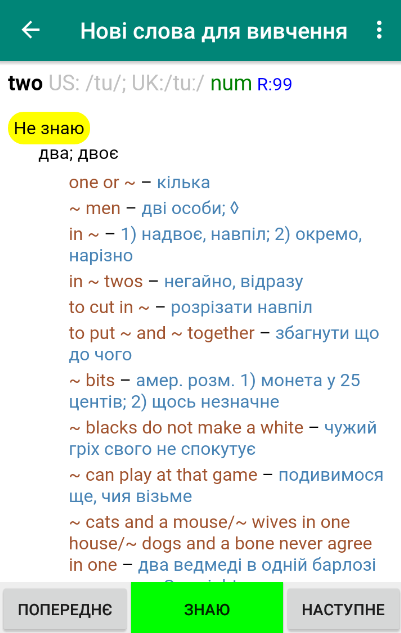 Нові слова для вивчення
two US: /tu/; UK:/tuː/ num R:99
Не знаю
два; двоє
one or ~ – кілька
~ men – дві особи; ◊
in ~ – 1) надвоє, навпіл; 2) окремо,
нарізно
in ~ twos – негайно, відразу
to cut in ~ – розрізати навпіл
to put ~ and ~ together – збагнути що
до чого
~ bits – амер. розм. 1) монета у 25
центів; 2) щось незначне
~ blacks do not make a white – чужий
гріх свого не спокутує
~ can play at that game – подивимося
ще, чия візьме
~ cats and a mouse/~ wives in one
house/~ dogs and a bone never agree
in one – два ведмеді в одній барлозі
ПОПЕРЕДНЄ ЗНАЮ НАСТУПНЕ